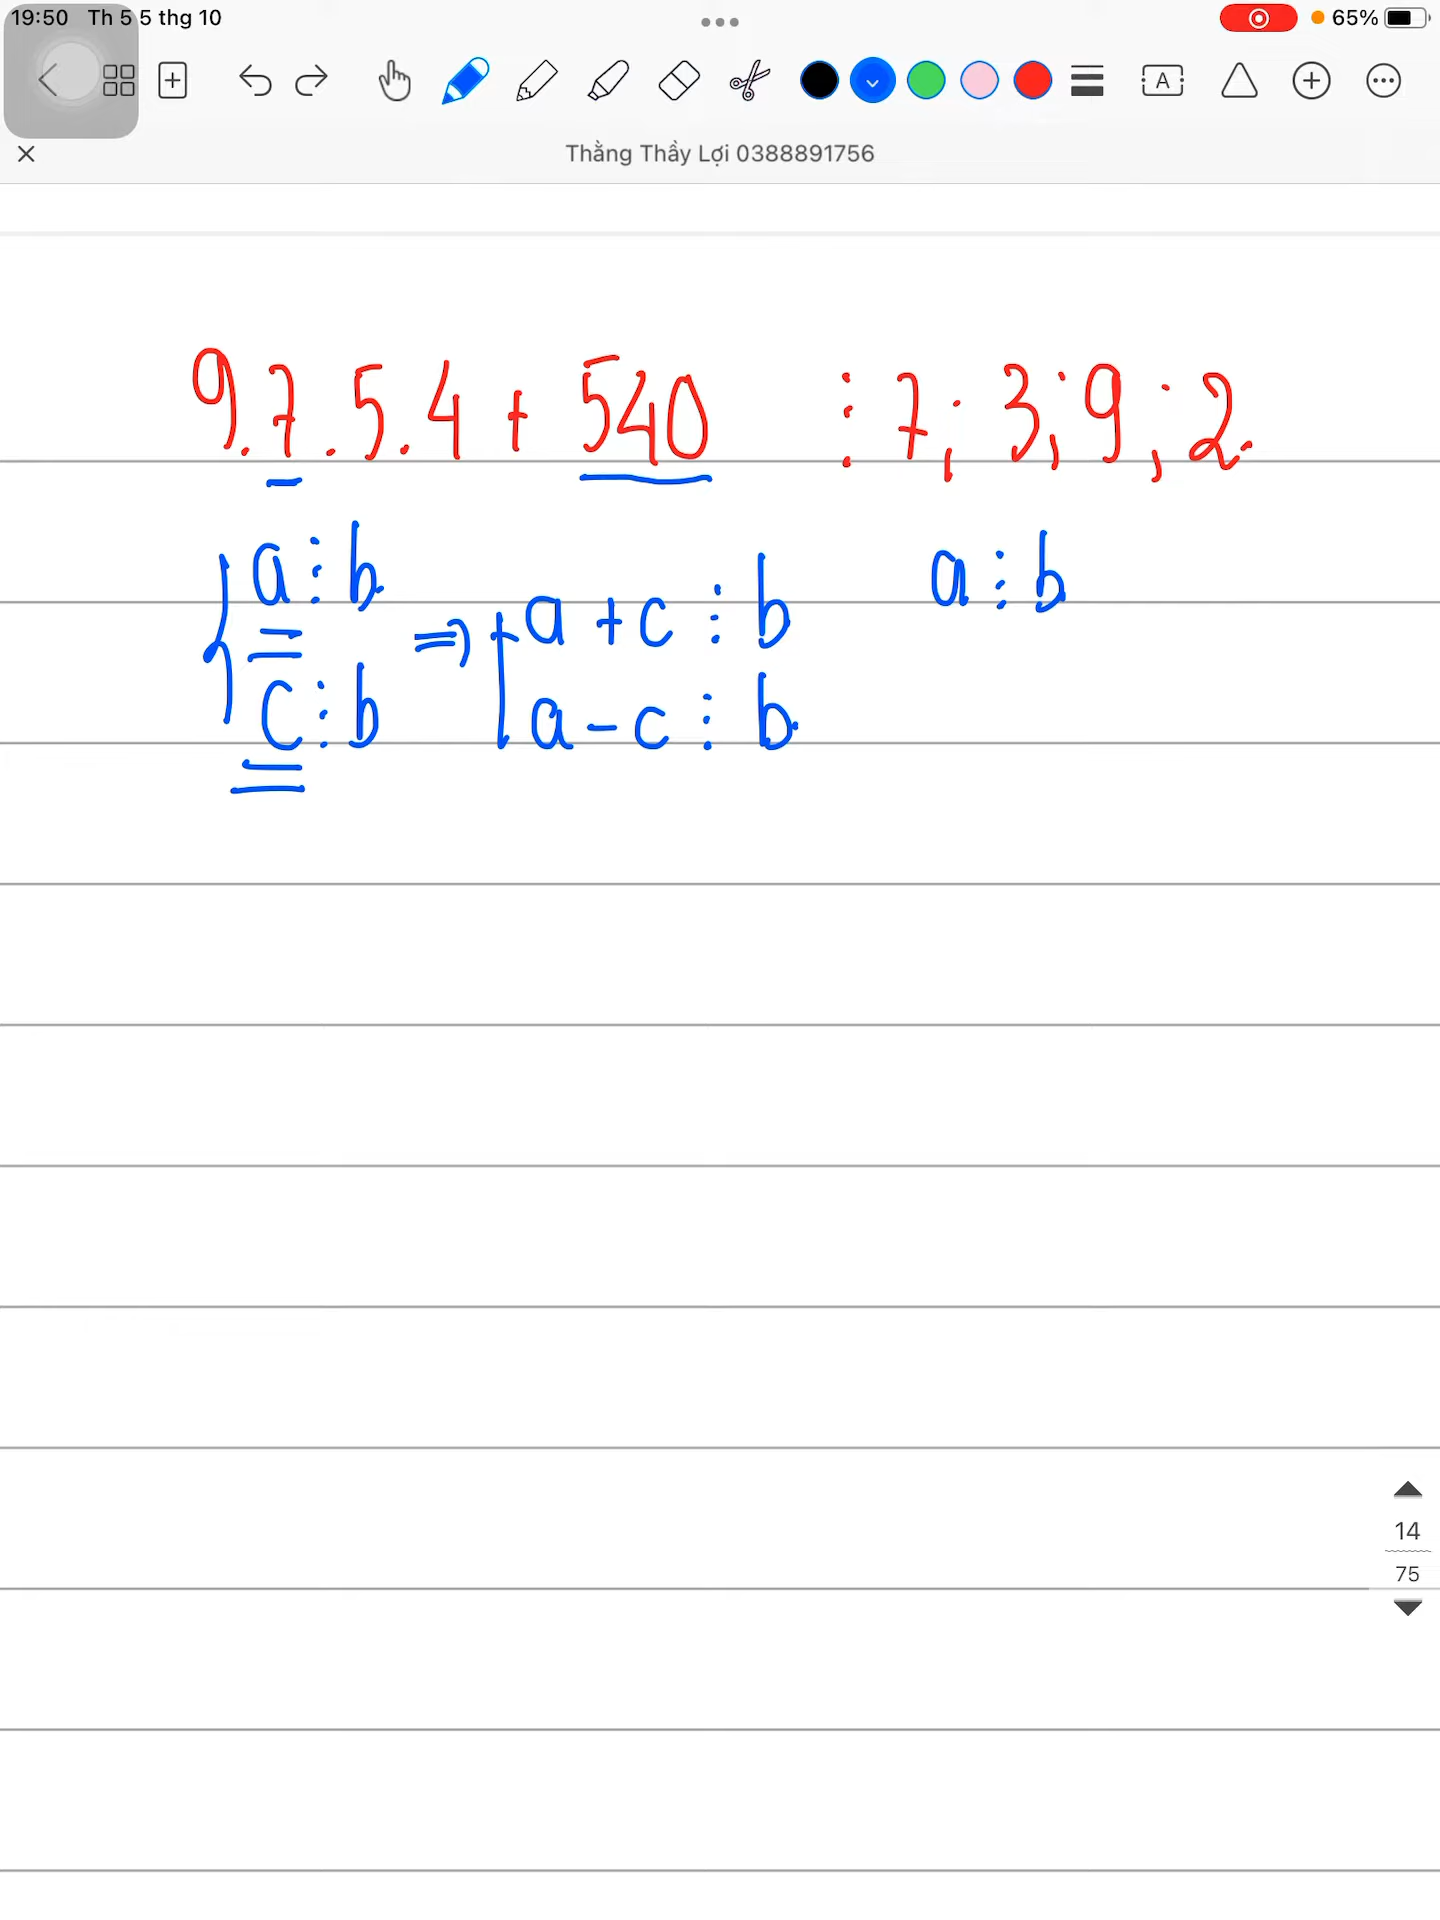 19:50 Th 5 5 thg 10
65%
A
Thằng Thầy Lợi 0388891756
9.7.5.4 + 540 ⋮ 7; 3; 9; 2.
a ⋮ b
a ⋮ b
⇒ a + c ⋮ b
c ⋮ b
a - c ⋮ b
14
75